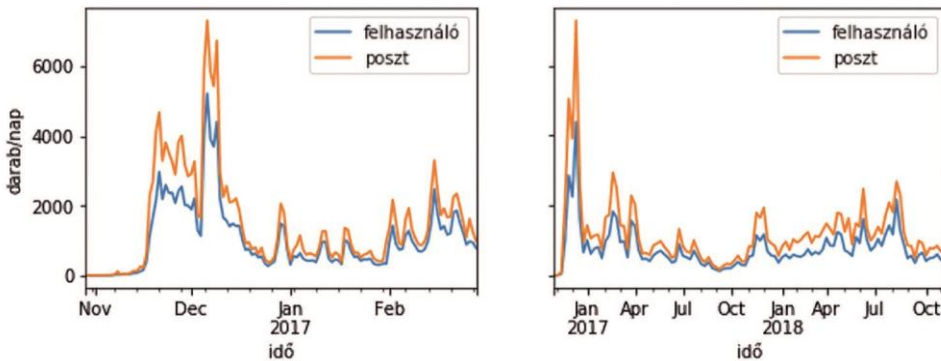 felhasználó
poszt
6000
4000
2000
0
darab/nap
Nov
Dec
Jan
2017
Feb
idő
felhasználó
poszt
Jan
2017
Apr
Jul
Oct
Jan
2018
Apr
Jul
Oct
idő